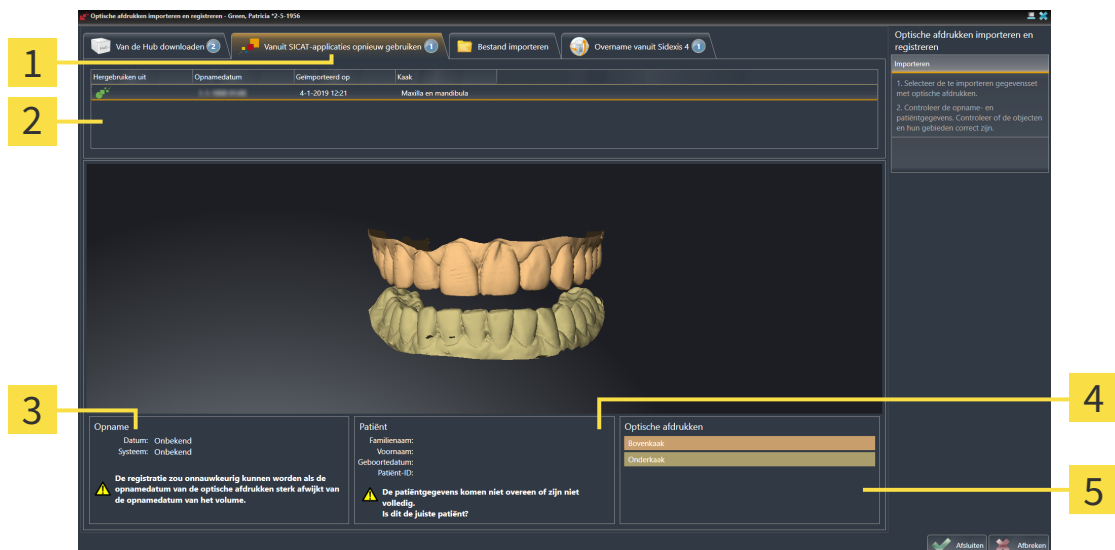 Optische afdrukken importeren en registreren - Green, Patricia *2-5-1956
Van de Hub downloaden 2
Vanuit SICAT-applicaties opnieuw gebruiken 1
Bestand importeren
Overname vanuit Sidexis 4 1
Optische afdrukken importeren en
registreren
Importeren
1. Selecteer de te importeren gegevensset
met optische afdrukken.
2. Controleer de opname- en
patiëntgegevens. Controleer of de objecten
en hun gebieden correct zijn.
1
Hergebruiken uit Opnamedatum Geïmporteerd op Kaak
4-1-2019 12:21 Maxilla en mandibula
2
3
Opname
Datum: Onbekend
Systeem: Onbekend
De registratie zou onnauwkeurig kunnen worden als de
opnamedatum van de optische afdrukken sterk afwijkt van
de opnamedatum van het volume.
Patiënt
Familienaam:
Voornaam:
Geboortedatum:
Patiënt-ID:
De patiëntgegevens komen niet overeen of zijn niet
volledig.
Is dit de juiste patiënt?
Optische afdrukken
Bovenkaak
Onderkaak
4
5
Afsluiten
Afbreken